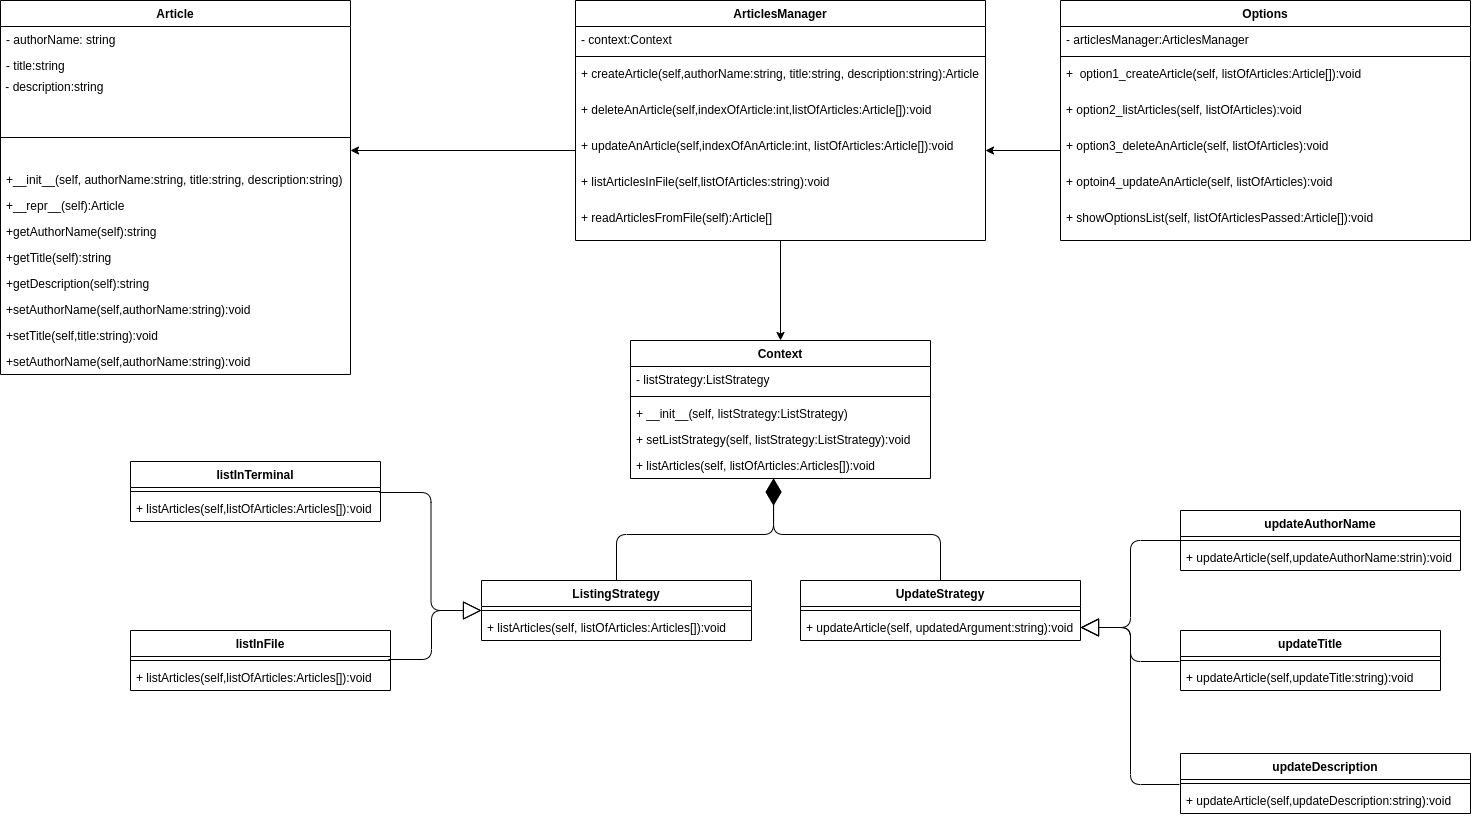 Article
- authorName: string
- title:string
- description:string
+__init__(self, authorName:string, title:string, description:string)
+__repr__(self):Article
+getAuthorName(self):string
+getTitle(self):string
+getDescription(self):string
+setAuthorName(self,authorName:string):void
+setTitle(self,title:string):void
+setAuthorName(self,authorName:string):void
ArticlesManager
- context:Context
+ createArticle(self,authorName:string, title:string, description:string):Article
+ deleteAnArticle(self,indexOfArticle:int,listOfArticles:Article[]):void
+ updateAnArticle(self,indexOfAnArticle:int, listOfArticles:Article[]):void
+ listArticlesInFile(self,listOfArticles:string):void
+ readArticlesFromFile(self):Article[]
Options
- articlesManager:ArticlesManager
+  option1_createArticle(self, listOfArticles:Article[]):void
+ option2_listArticles(self, listOfArticles):void
+ option3_deleteAnArticle(self, listOfArticles):void
+ optoin4_updateAnArticle(self, listOfArticles):void
+ showOptionsList(self, listOfArticlesPassed:Article[]):void
Context
- listStrategy:ListStrategy
+ __init__(self, listStrategy:ListStrategy)
+ setListStrategy(self, listStrategy:ListStrategy):void
+ listArticles(self, listOfArticles:Articles[]):void
listInTerminal
+ listArticles(self,listOfArticles:Articles[]):void
listInFile
+ listArticles(self,listOfArticles:Articles[]):void
ListingStrategy
+ listArticles(self, listOfArticles:Articles[]):void
UpdateStrategy
+ updateArticle(self, updatedArgument:string):void
updateAuthorName
+ updateArticle(self,updateAuthorName:strin):void
updateTitle
+ updateArticle(self,updateTitle:string):void
updateDescription
+ updateArticle(self,updateDescription:string):void